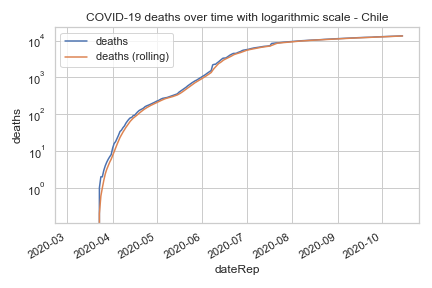 COVID-19 deaths over time with logarithmic scale - Chile
deaths
deaths (rolling)
deaths
10⁴
10³
10²
10¹
10⁰
2020-03
2020-04
2020-05
2020-06
2020-07
2020-08
2020-09
2020-10
dateRep